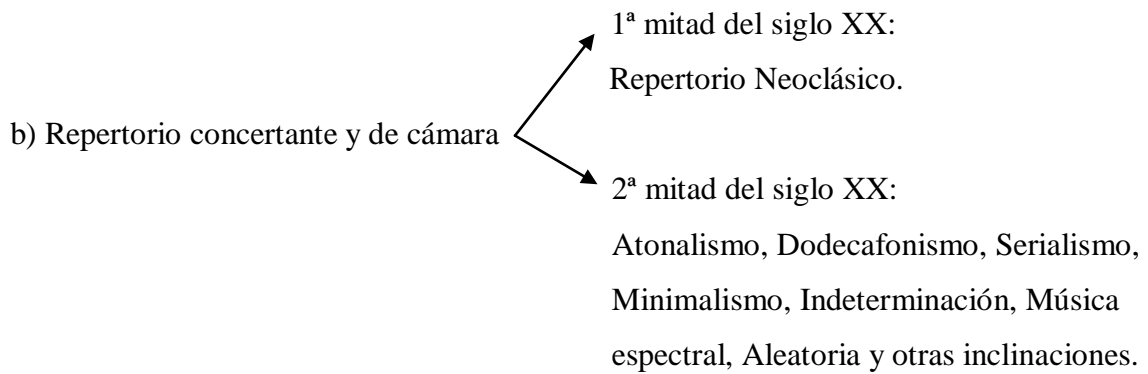 b) Repertorio concertante y de cámara
1ª mitad del siglo XX:
Repertorio Neoclásico.
2ª mitad del siglo XX:
Atonalismo, Dodecafonismo, Serialismo,
Minimalismo, Indeterminación, Música
espectral, Aleatoria y otras inclinaciones.